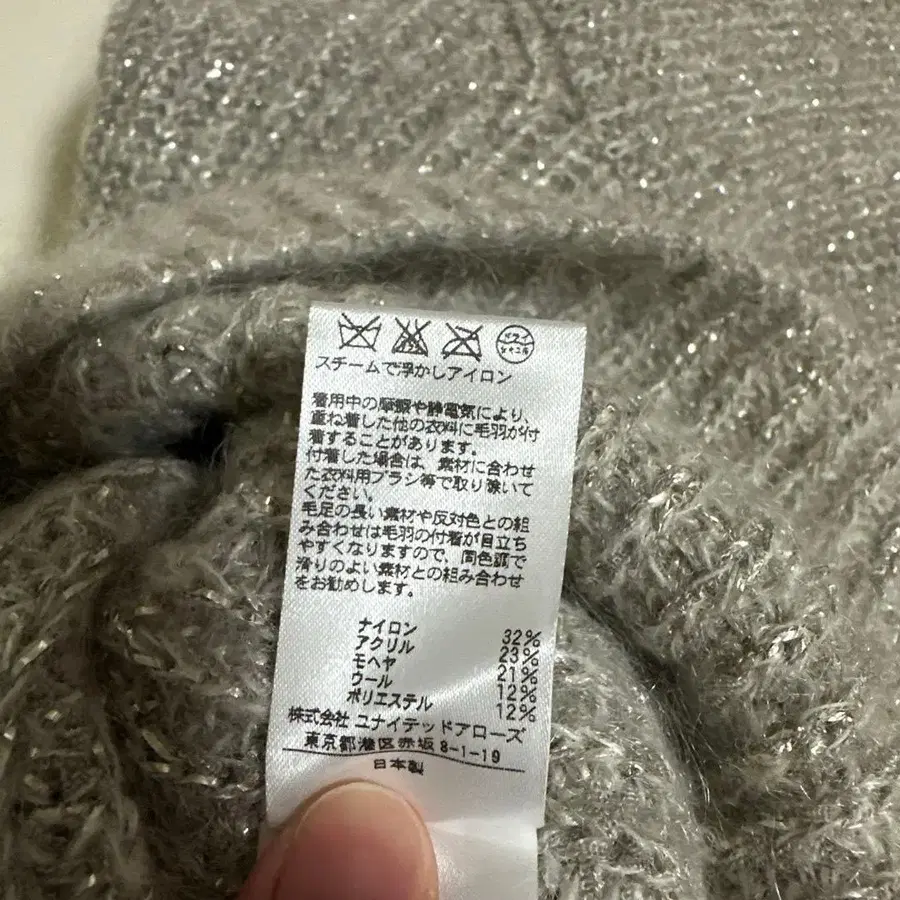 ドライ
セキユ系
スチームで浮かしアイロン
着用中の摩擦や静電気により、
重ね着した他の衣料に毛羽が付
着することがあります。
付着した場合は、素材に合わせ
た衣料用ブラシ等で取り除いて
ください。
毛足の長い素材や反対色との組
み合わせは毛羽の付着が目立ち
やすくなりますので、同色系で
滑りのよい素材との組み合わせ
をお勧めします。
ナイロン 32%
アクリル 23%
モヘヤ 21%
ウール 12%
ポリエステル 12%
株式会社 ユナイテッドアローズ
東京都港区赤坂8-1-19
日本製